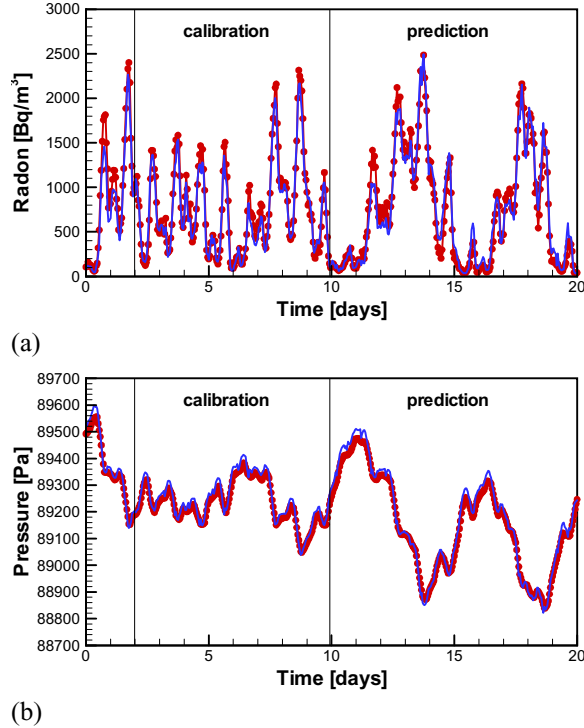 3000
2500
2000
1500
1000
500
0
Radon [Bq/m³]
calibration
prediction
0 5 10 15 20
Time [days]
(a)
89700
89600
89500
89400
89300
89200
89100
89000
88900
88800
88700
Pressure [Pa]
calibration
prediction
0 5 10 15 20
Time [days]
(b)